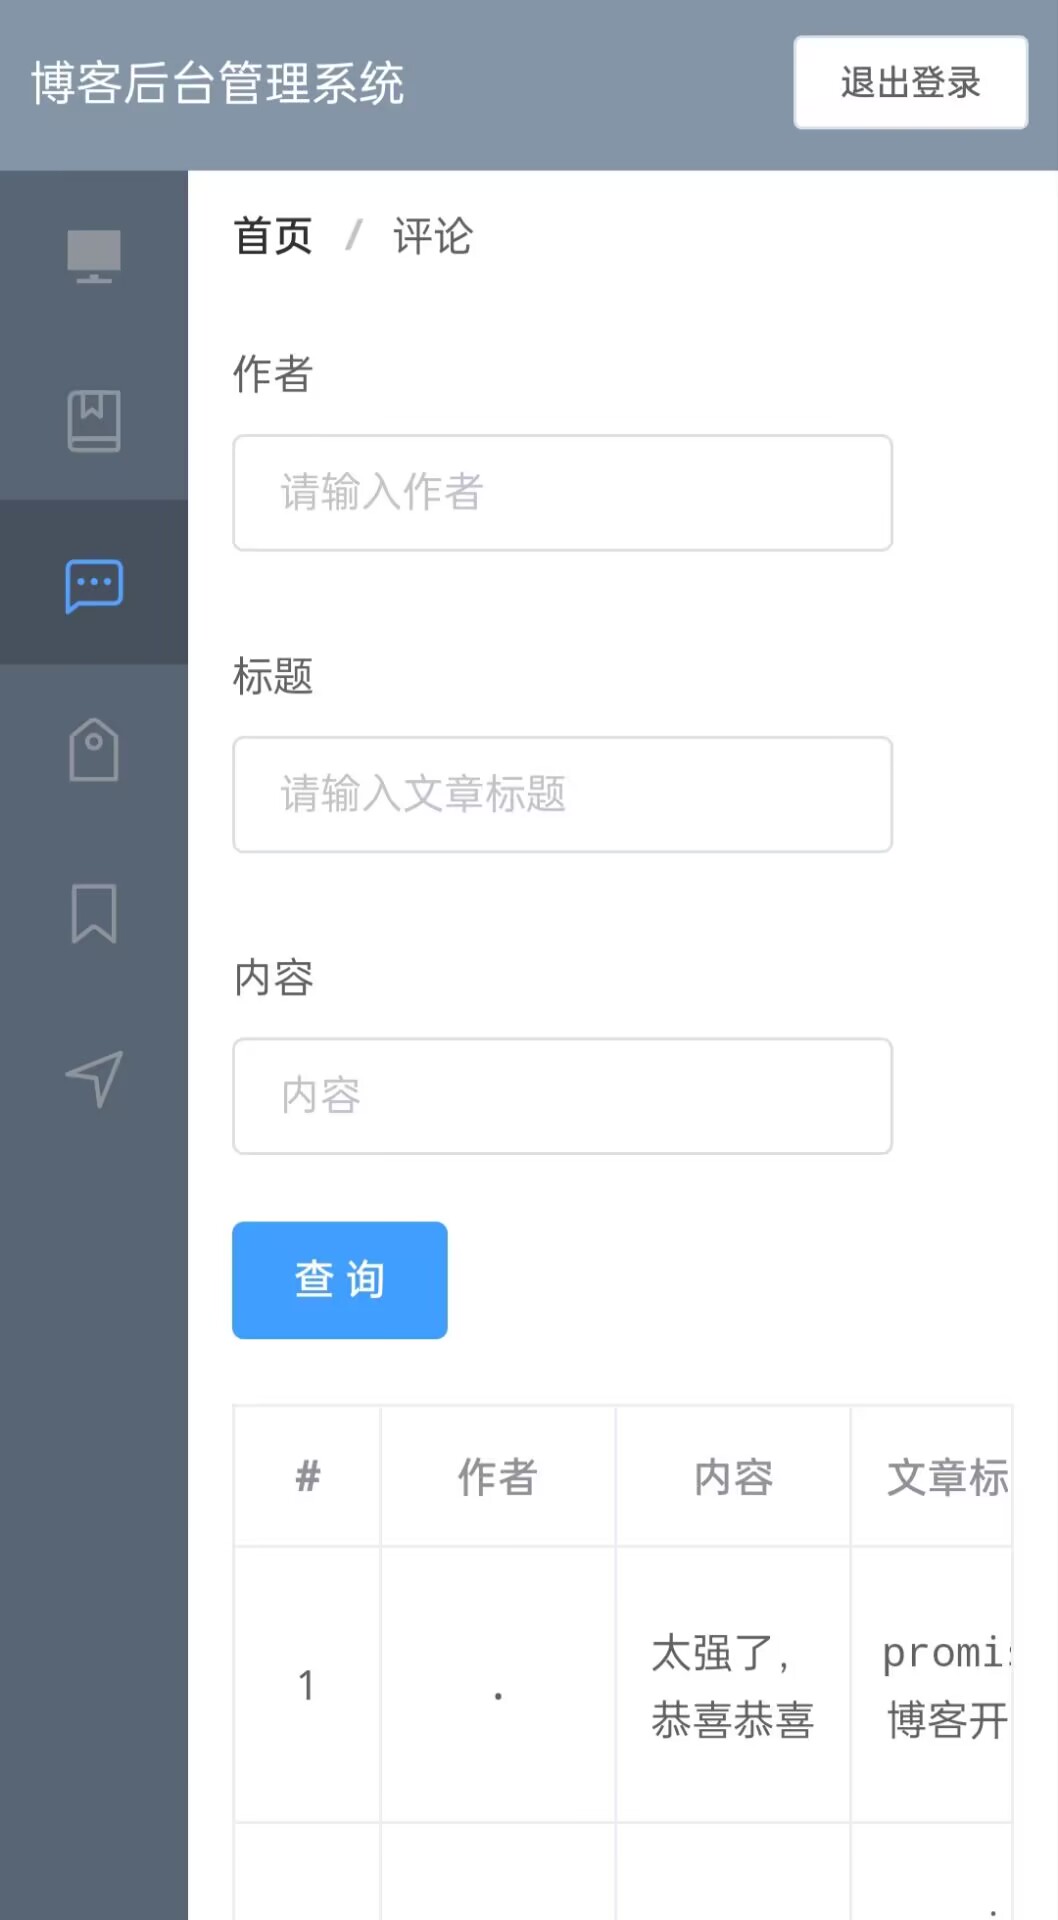 博客后台管理系统
退出登录
首页 / 评论
作者
请输入作者
标题
请输入文章标题
内容
内容
查询
# 作者 内容 文章标
太强了,
恭喜恭喜
1
.
promi
博客开
.